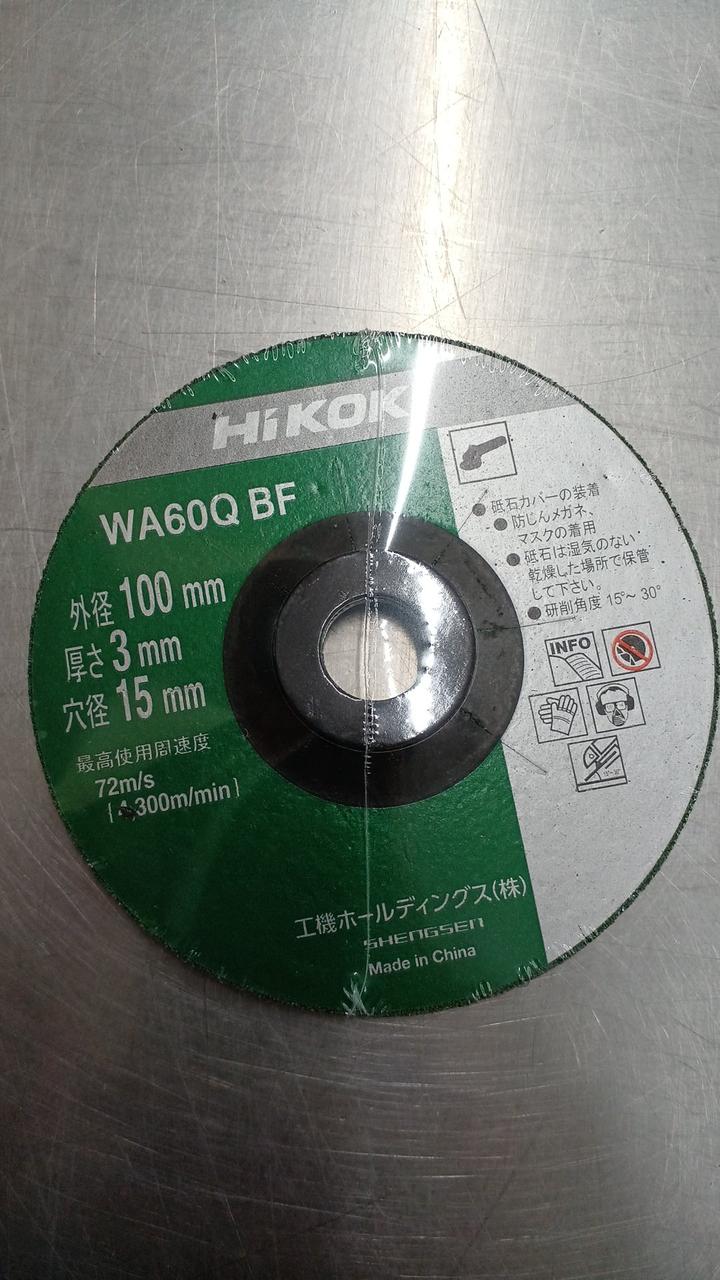 HiKOK
WA60Q BF
外径 100 mm
厚さ 3 mm
穴径 15 mm
最高使用周速度
72m/s
[4,300m/min]
● 砥石カバーの装着
● 防じんメガネ、
マスクの着用
● 砥石は湿気のない
乾燥した場所で保管
して下さい。
● 研削角度 15°~ 30°
INFO
工機ホールディングス(株)
SHENGSEN
Made in China